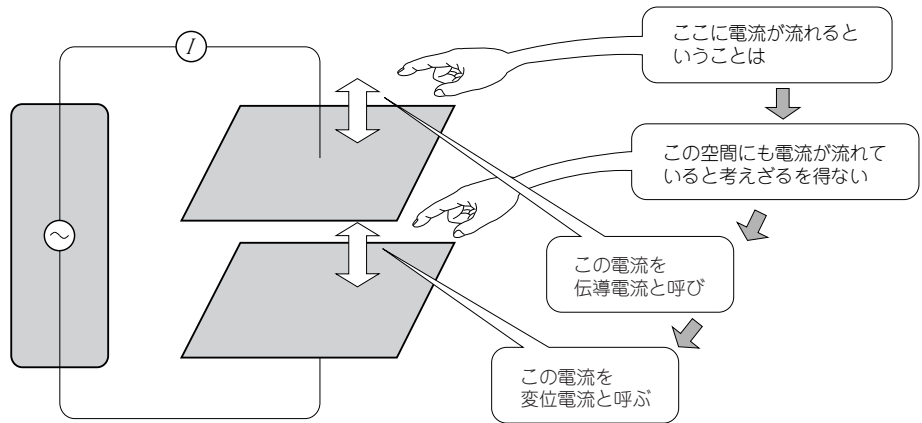 I
ここに電流が流れると
いうことは
この空間にも電流が流れて
いると考えざるを得ない
この電流を
伝導電流と呼び
この電流を
変位電流と呼ぶ